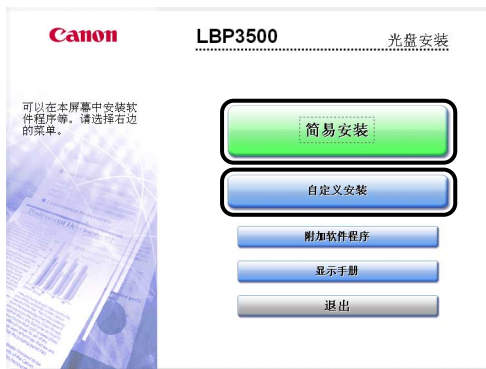 Canon
LBP3500
光盘安装
可以在本屏幕中安装软
件程序等。请选择右边
的菜单。
简易安装
自定义安装
附加软件程序
显示手册
退出